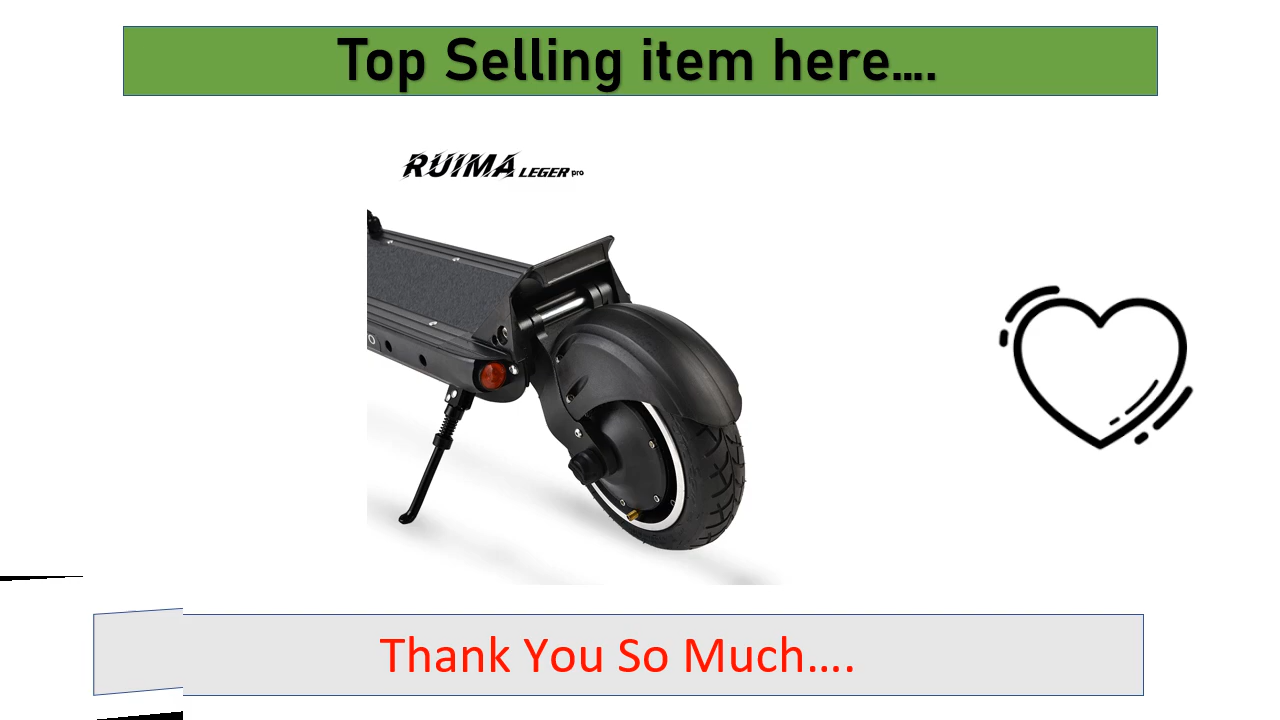 Top Selling item here....
RUIMA LEGER pro
Thank You So Much....